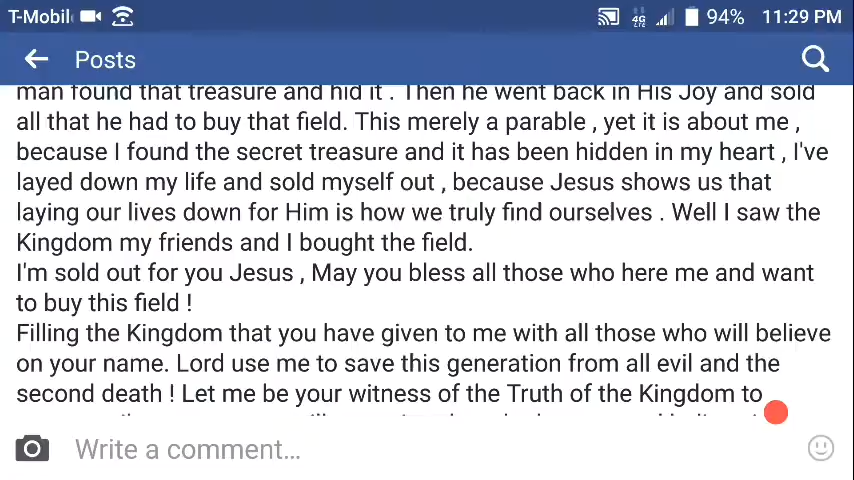 T-Mobil
4G
LTE
94%
11:29 PM
Posts
man found that treasure and hid it . Then he went back in His Joy and sold
all that he had to buy that field. This merely a parable , yet it is about me ,
because I found the secret treasure and it has been hidden in my heart , I've
layed down my life and sold myself out , because Jesus shows us that
laying our lives down for Him is how we truly find ourselves . Well I saw the
Kingdom my friends and I bought the field.
I'm sold out for you Jesus , May you bless all those who here me and want
to buy this field !
Filling the Kingdom that you have given to me with all those who will believe
on your name. Lord use me to save this generation from all evil and the
second death ! Let me be your witness of the Truth of the Kingdom to
Write a comment...